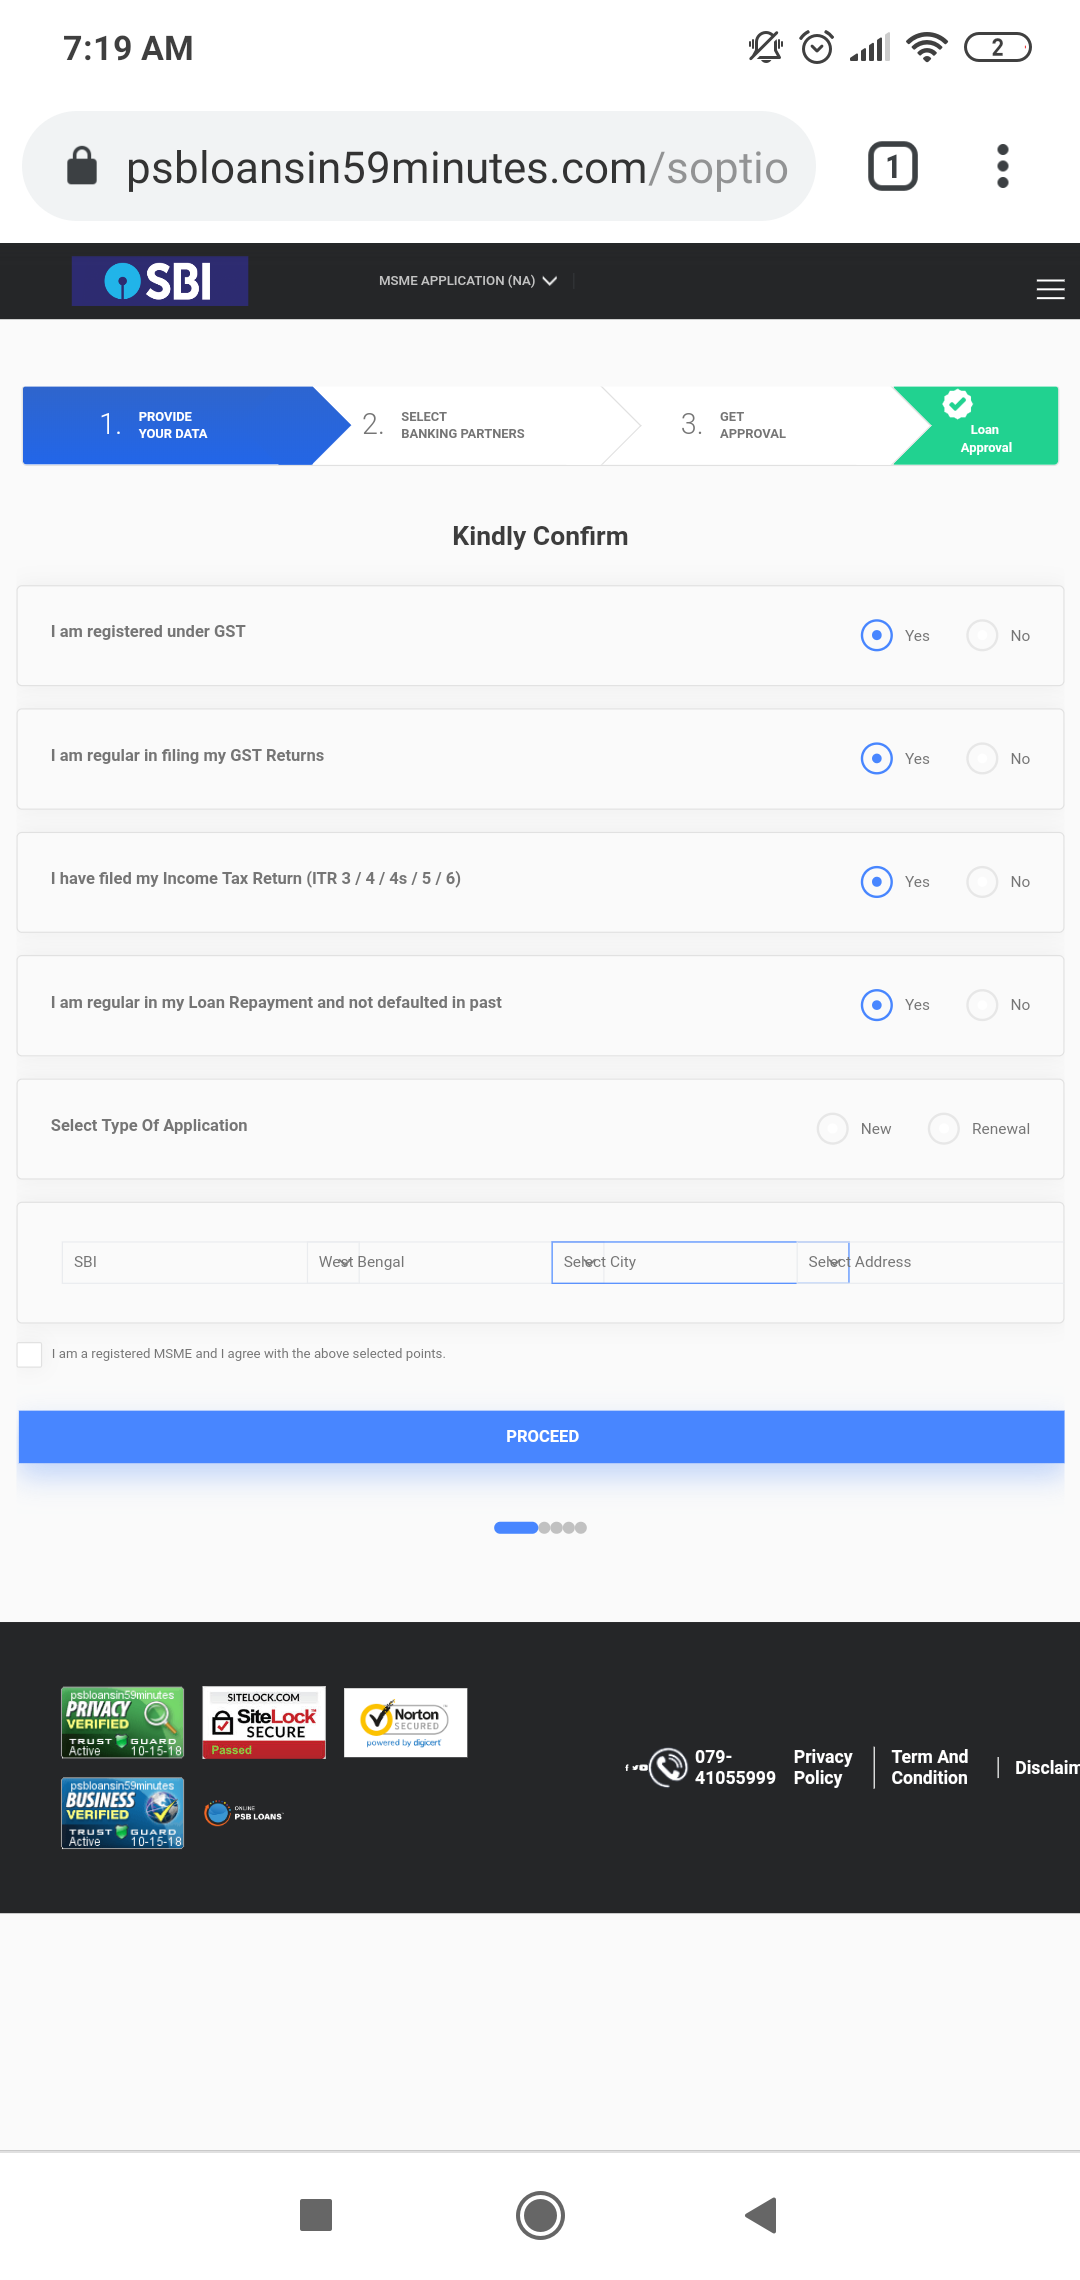 7:19 AM
2
psbloansin59minutes.com/soptio
1
SBI
MSME APPLICATION (NA)
1. PROVIDE YOUR DATA
2. SELECT BANKING PARTNERS
3. GET APPROVAL
Loan Approval
Kindly Confirm
I am registered under GST Yes No
I am regular in filing my GST Returns Yes No
I have filed my Income Tax Return (ITR 3 / 4 / 4s / 5 / 6) Yes No
I am regular in my Loan Repayment and not defaulted in past Yes No
Select Type Of Application New Renewal
SBI West Bengal Select City Select Address
I am a registered MSME and I agree with the above selected points.
PROCEED
psbloansin59minutes
PRIVACY
VERIFIED
TRUST GUARD
Active 10-15-18
SITELOCK.COM
SiteLock
SECURE
Passed
Norton
SECURED
powered by digicert
psbloansin59minutes
BUSINESS
VERIFIED
TRUST GUARD
Active 10-15-18
ONLINE
PSB LOANS
079-
41055999
Privacy
Policy
Term And
Condition
Disclaim